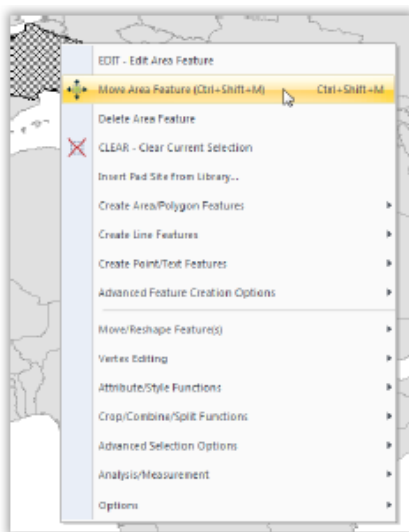 EDIT - Edit Area Feature
Move Area Feature (Ctrl+Shift+M) Ctrl+Shift+M
Delete Area Feature
CLEAR - Clear Current Selection
Insert Pad Site from Library...
Create Area/Polygon Features
Create Line Features
Create Point/Text Features
Advanced Feature Creation Options
Move/Reshape Feature(s)
Vertex Editing
Attribute/Style Functions
Crop/Combine/Split Functions
Advanced Selection Options
Analysis/Measurement
Options